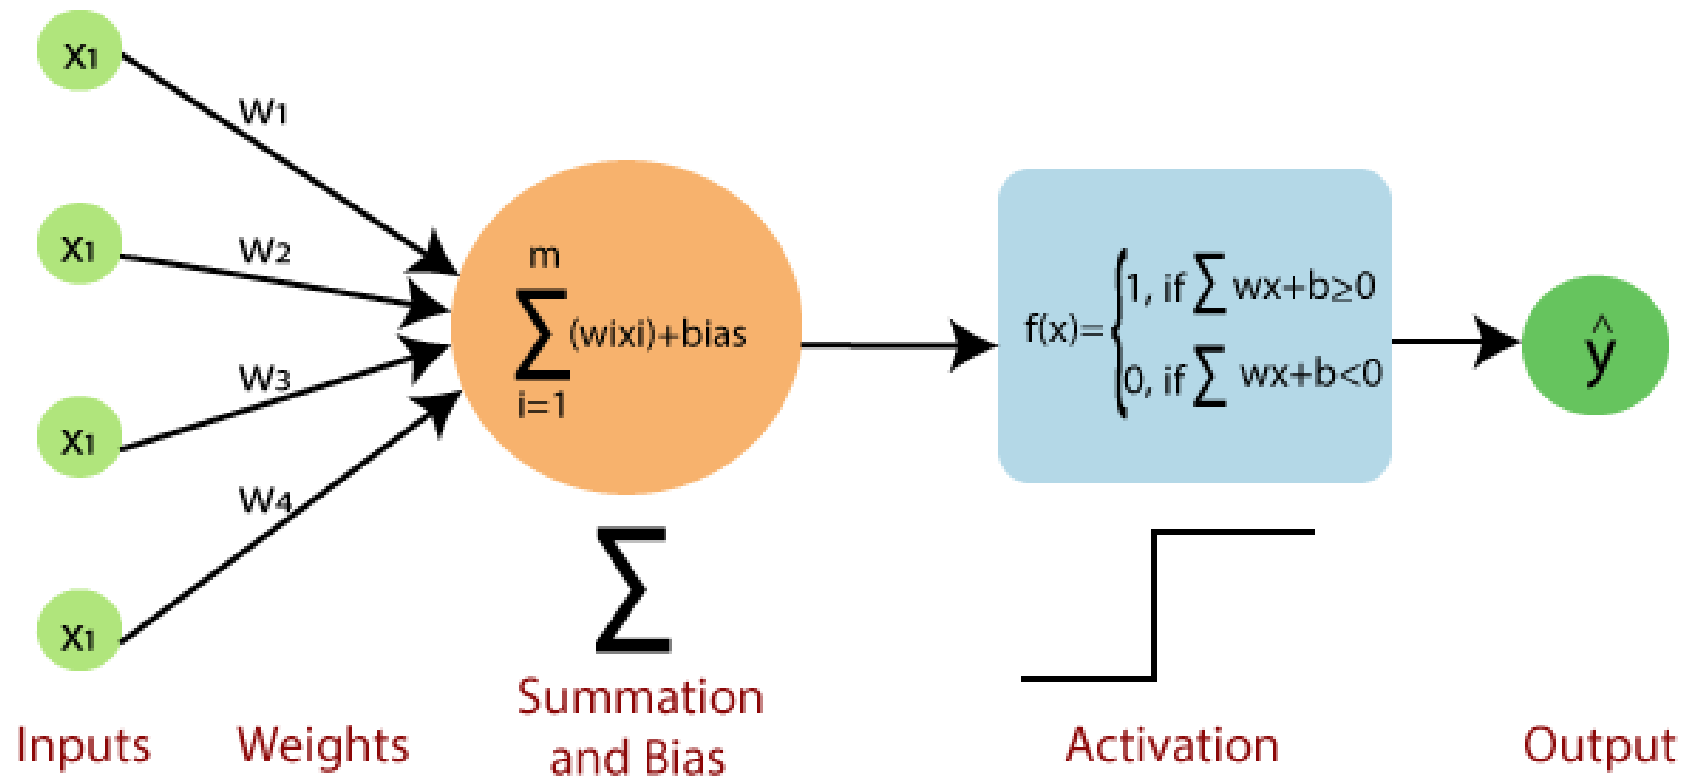 x1
x1
x1
x1
w1
w2
w3
w4
m
∑(wixi)+bias
i=1
∑
f(x)={1, if ∑ wx+b≥0
0, if ∑ wx+b<0
ŷ
Inputs
Weights
Summation
and Bias
Activation
Output